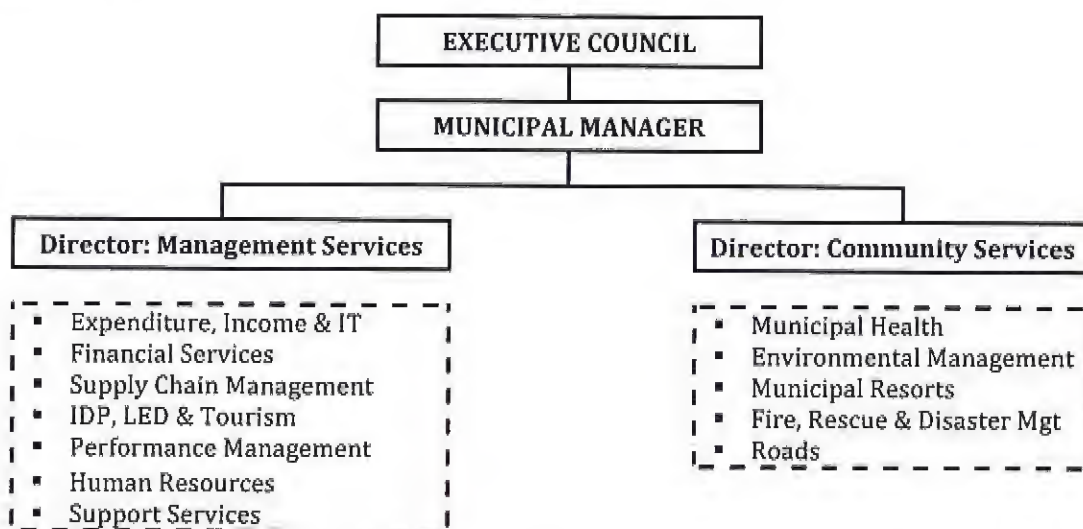 EXECUTIVE COUNCIL
MUNICIPAL MANAGER
Director: Management Services
▪ Expenditure, Income & IT
▪ Financial Services
▪ Supply Chain Management
▪ IDP, LED & Tourism
▪ Performance Management
▪ Human Resources
▪ Support Services
Director: Community Services
▪ Municipal Health
▪ Environmental Management
▪ Municipal Resorts
▪ Fire, Rescue & Disaster Mgt
▪ Roads